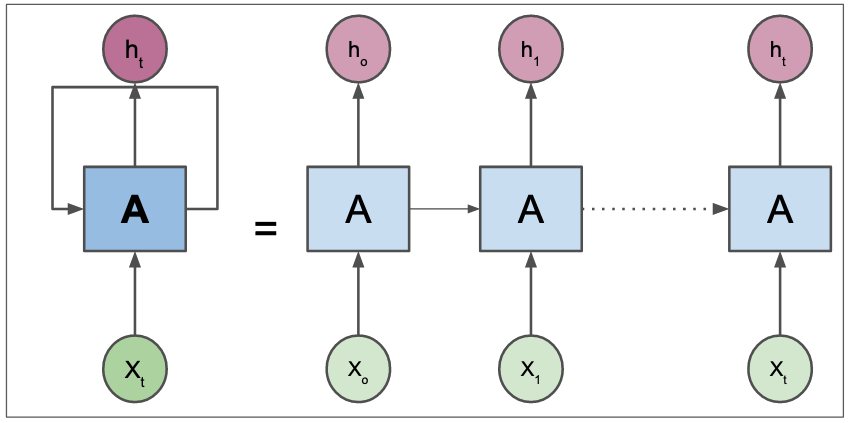 hₜ hₒ h₁ hₜ
A = A A A
Xₜ Xₒ X₁ Xₜ